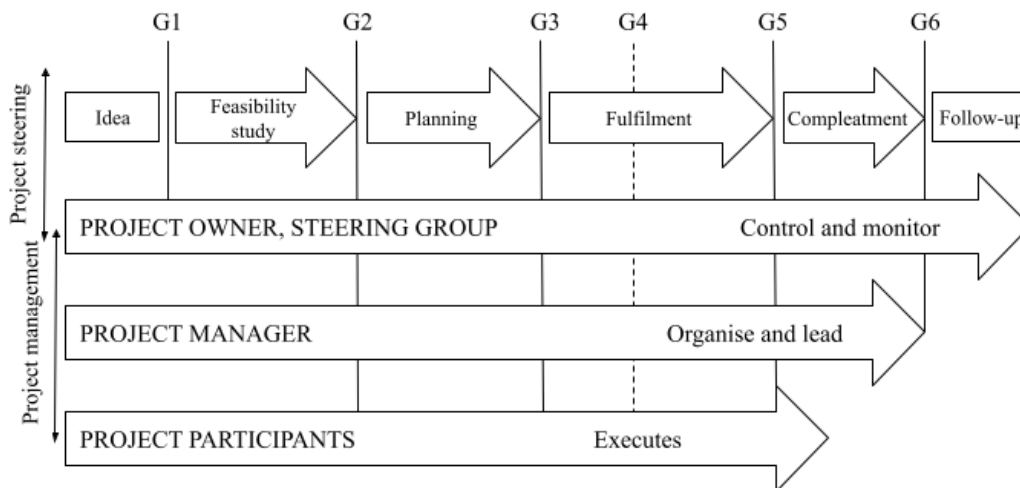 G1 G2 G3 G4 G5 G6
Project steering
Idea
Feasibility
study
Planning
Fulfilment
Compleatment
Follow-up
PROJECT OWNER, STEERING GROUP Control and monitor
Project management
PROJECT MANAGER Organise and lead
PROJECT PARTICIPANTS Executes